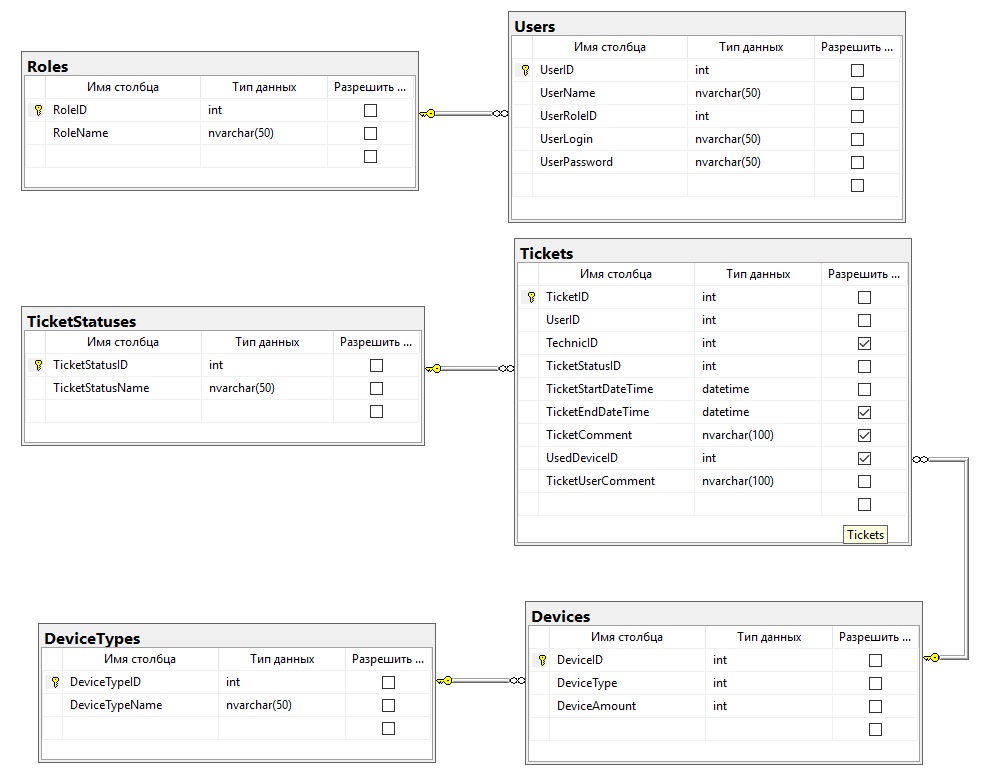 Roles
Имя столбца Тип данных Разрешить ...
RoleID int
RoleName nvarchar(50)
Users
Имя столбца Тип данных Разрешить ...
UserID int
UserName nvarchar(50)
UserRoleID int
UserLogin nvarchar(50)
UserPassword nvarchar(50)
TicketStatuses
Имя столбца Тип данных Разрешить ...
TicketStatusID int
TicketStatusName nvarchar(50)
Tickets
Имя столбца Тип данных Разрешить ...
TicketID int
UserID int
TechnicID int
TicketStatusID int
TicketStartDateTime datetime
TicketEndDateTime datetime
TicketComment nvarchar(100)
UsedDeviceID int
TicketUserComment nvarchar(100)
Tickets
DeviceTypes
Имя столбца Тип данных Разрешить ...
DeviceTypeID int
DeviceTypeName nvarchar(50)
Devices
Имя столбца Тип данных Разрешить ...
DeviceID int
DeviceType int
DeviceAmount int